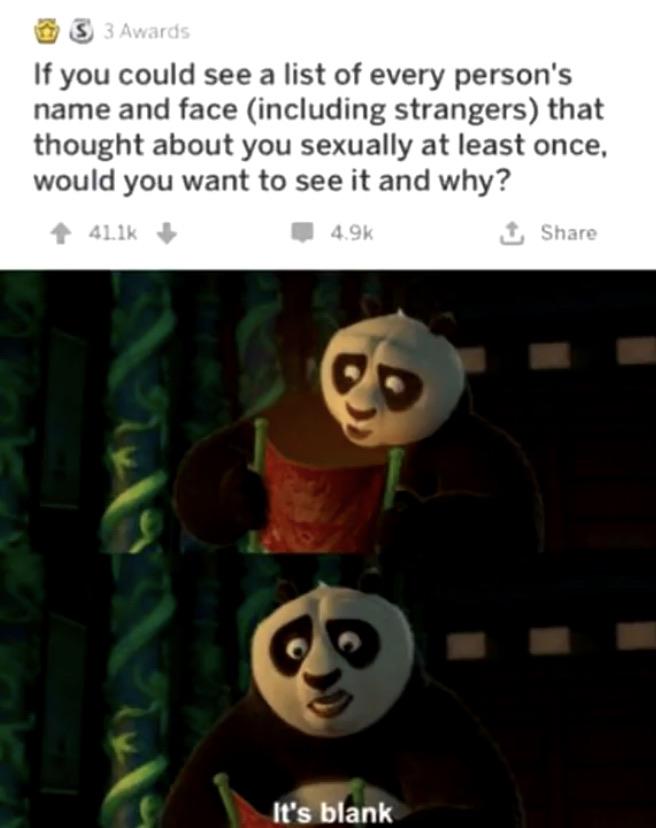 3 Awards
If you could see a list of every person's
name and face (including strangers) that
thought about you sexually at least once,
would you want to see it and why?
41.1k 4.9k Share
It's blank